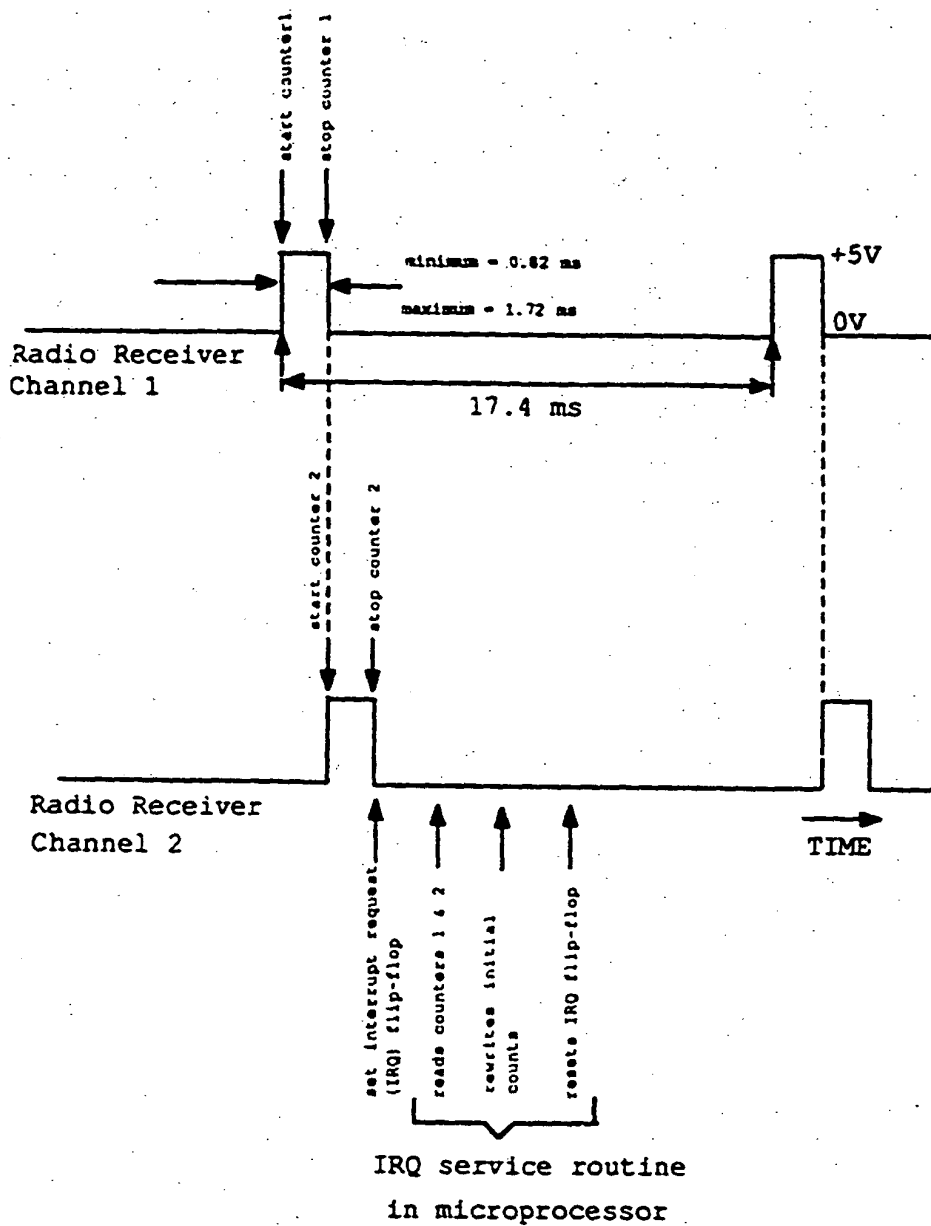 start counter1
stop counter 1
minimum = 0.82 ms
maximum = 1.72 ms
+5V
0V
Radio Receiver
Channel 1
17.4 ms
start counter 2
stop counter 2
Radio Receiver
Channel 2
TIME
set interrupt request
(IRQ) flip-flop
reads counters 1 & 2
rewrites initial
counts
resets IRQ flip-flop
IRQ service routine
in microprocessor